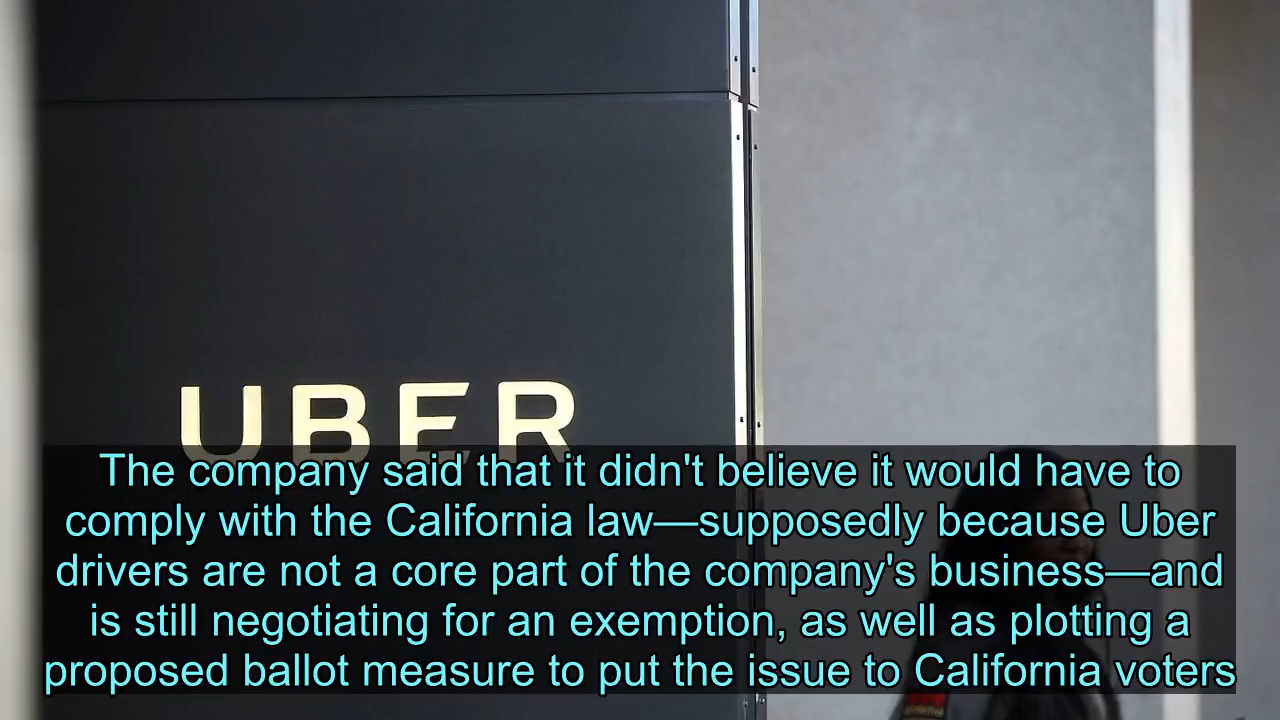 UBER
The company said that it didn't believe it would have to
comply with the California law—supposedly because Uber
drivers are not a core part of the company's business—and
is still negotiating for an exemption, as well as plotting a
proposed ballot measure to put the issue to California voters